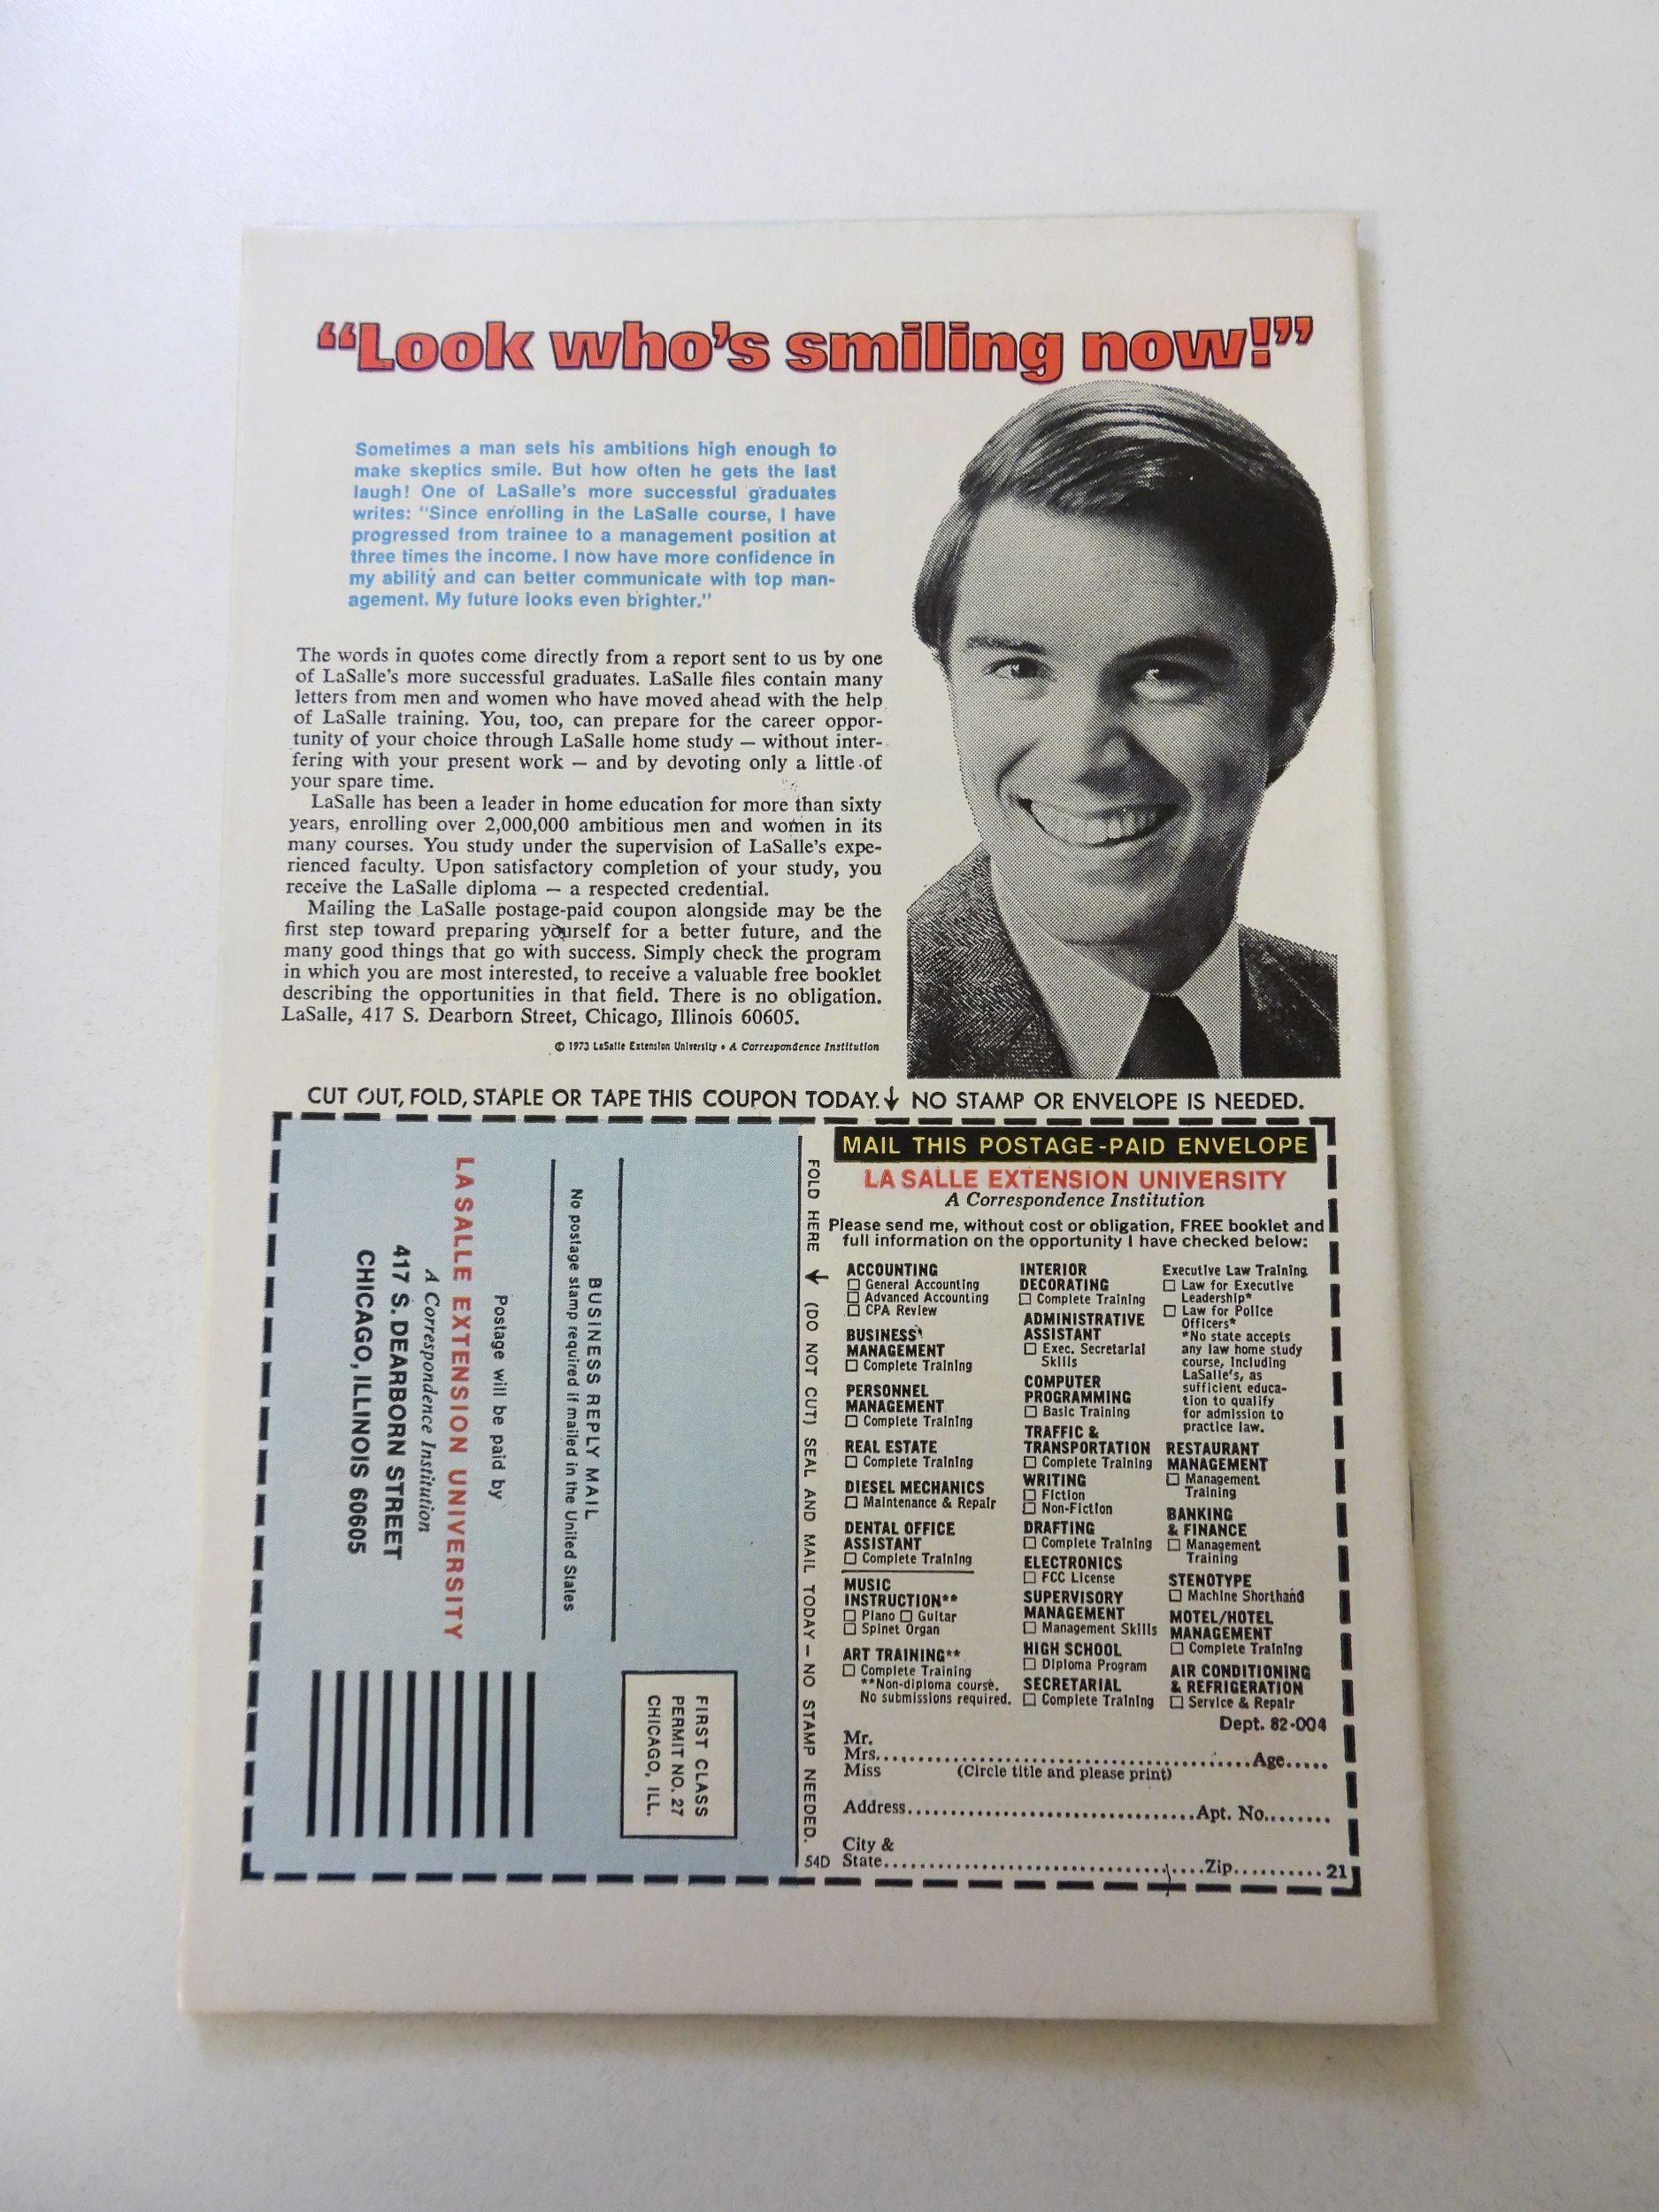 “Look who’s smiling now!”
Sometimes a man sets his ambitions high enough to
make skeptics smile. But how often he gets the last
laugh! One of LaSalle’s more successful graduates
writes: “Since enrolling in the LaSalle course, I have
progressed from trainee to a management position at
three times the income. I now have more confidence in
my ability and can better communicate with top man-
agement. My future looks even brighter.”
The words in quotes come directly from a report sent to us by one
of LaSalle’s more successful graduates. LaSalle files contain many
letters from men and women who have moved ahead with the help
of LaSalle training. You, too, can prepare for the career oppor-
tunity of your choice through LaSalle home study — without inter-
fering with your present work — and by devoting only a little of
your spare time.
LaSalle has been a leader in home education for more than sixty
years, enrolling over 2,000,000 ambitious men and women in its
many courses. You study under the supervision of LaSalle’s expe-
rienced faculty. Upon satisfactory completion of your study, you
receive the LaSalle diploma — a respected credential.
Mailing the LaSalle postage-paid coupon alongside may be the
first step toward preparing yourself for a better future, and the
many good things that go with success. Simply check the program
in which you are most interested, to receive a valuable free booklet
describing the opportunities in that field. There is no obligation.
LaSalle, 417 S. Dearborn Street, Chicago, Illinois 60605.
© 1973 LaSalle Extension University • A Correspondence Institution
CUT OUT, FOLD, STAPLE OR TAPE THIS COUPON TODAY. ↓ NO STAMP OR ENVELOPE IS NEEDED.
FIRST CLASS
PERMIT NO. 27
CHICAGO, ILL.
BUSINESS REPLY MAIL
No postage stamp required if mailed in the United States
Postage will be paid by
LA SALLE EXTENSION UNIVERSITY
A Correspondence Institution
417 S. DEARBORN STREET
CHICAGO, ILLINOIS 60605
FOLD HERE ↓ (DO NOT CUT) SEAL AND MAIL TODAY – NO STAMP NEEDED.
54D
MAIL THIS POSTAGE-PAID ENVELOPE
LA SALLE EXTENSION UNIVERSITY
A Correspondence Institution
Please send me, without cost or obligation, FREE booklet and
full information on the opportunity I have checked below:
ACCOUNTING
☐ General Accounting
☐ Advanced Accounting
☐ CPA Review
BUSINESS
MANAGEMENT
☐ Complete Training
PERSONNEL
MANAGEMENT
☐ Complete Training
REAL ESTATE
☐ Complete Training
DIESEL MECHANICS
☐ Maintenance & Repair
DENTAL OFFICE
ASSISTANT
☐ Complete Training
MUSIC
INSTRUCTION**
☐ Piano ☐ Guitar
☐ Spinet Organ
ART TRAINING**
☐ Complete Training
**Non-diploma course.
No submissions required.
INTERIOR
DECORATING
☐ Complete Training
ADMINISTRATIVE
ASSISTANT
☐ Exec. Secretarial
Skills
COMPUTER
PROGRAMMING
☐ Basic Training
TRAFFIC &
TRANSPORTATION
☐ Complete Training
WRITING
☐ Fiction
☐ Non-Fiction
DRAFTING
☐ Complete Training
ELECTRONICS
☐ FCC License
SUPERVISORY
MANAGEMENT
☐ Management Skills
HIGH SCHOOL
☐ Diploma Program
SECRETARIAL
☐ Complete Training
Executive Law Training
☐ Law for Executive
Leadership*
☐ Law for Police
Officers*
*No state accepts
any law home study
course, including
LaSalle’s, as
sufficient educa-
tion to qualify
for admission to
practice law.
RESTAURANT
MANAGEMENT
☐ Management
Training
BANKING
& FINANCE
☐ Management
Training
STENOTYPE
☐ Machine Shorthand
MOTEL/HOTEL
MANAGEMENT
☐ Complete Training
AIR CONDITIONING
& REFRIGERATION
☐ Service & Repair
Dept. 82-004
Mr.
Mrs. Age
Miss (Circle title and please print)
Address Apt. No.
City &
State Zip 21